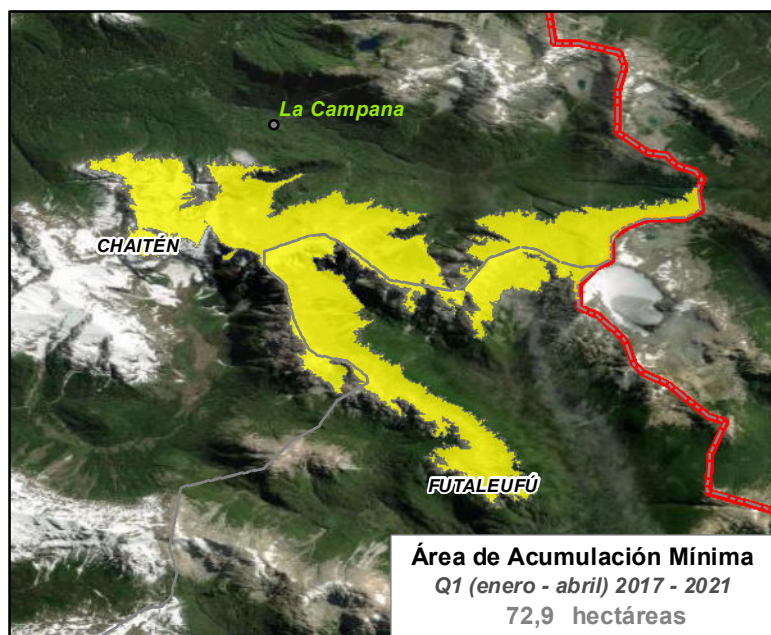 La Campana
CHAITÉN
FUTALEUFÚ
Área de Acumulación Mínima
Q1 (enero - abril) 2017 - 2021
72,9 hectáreas